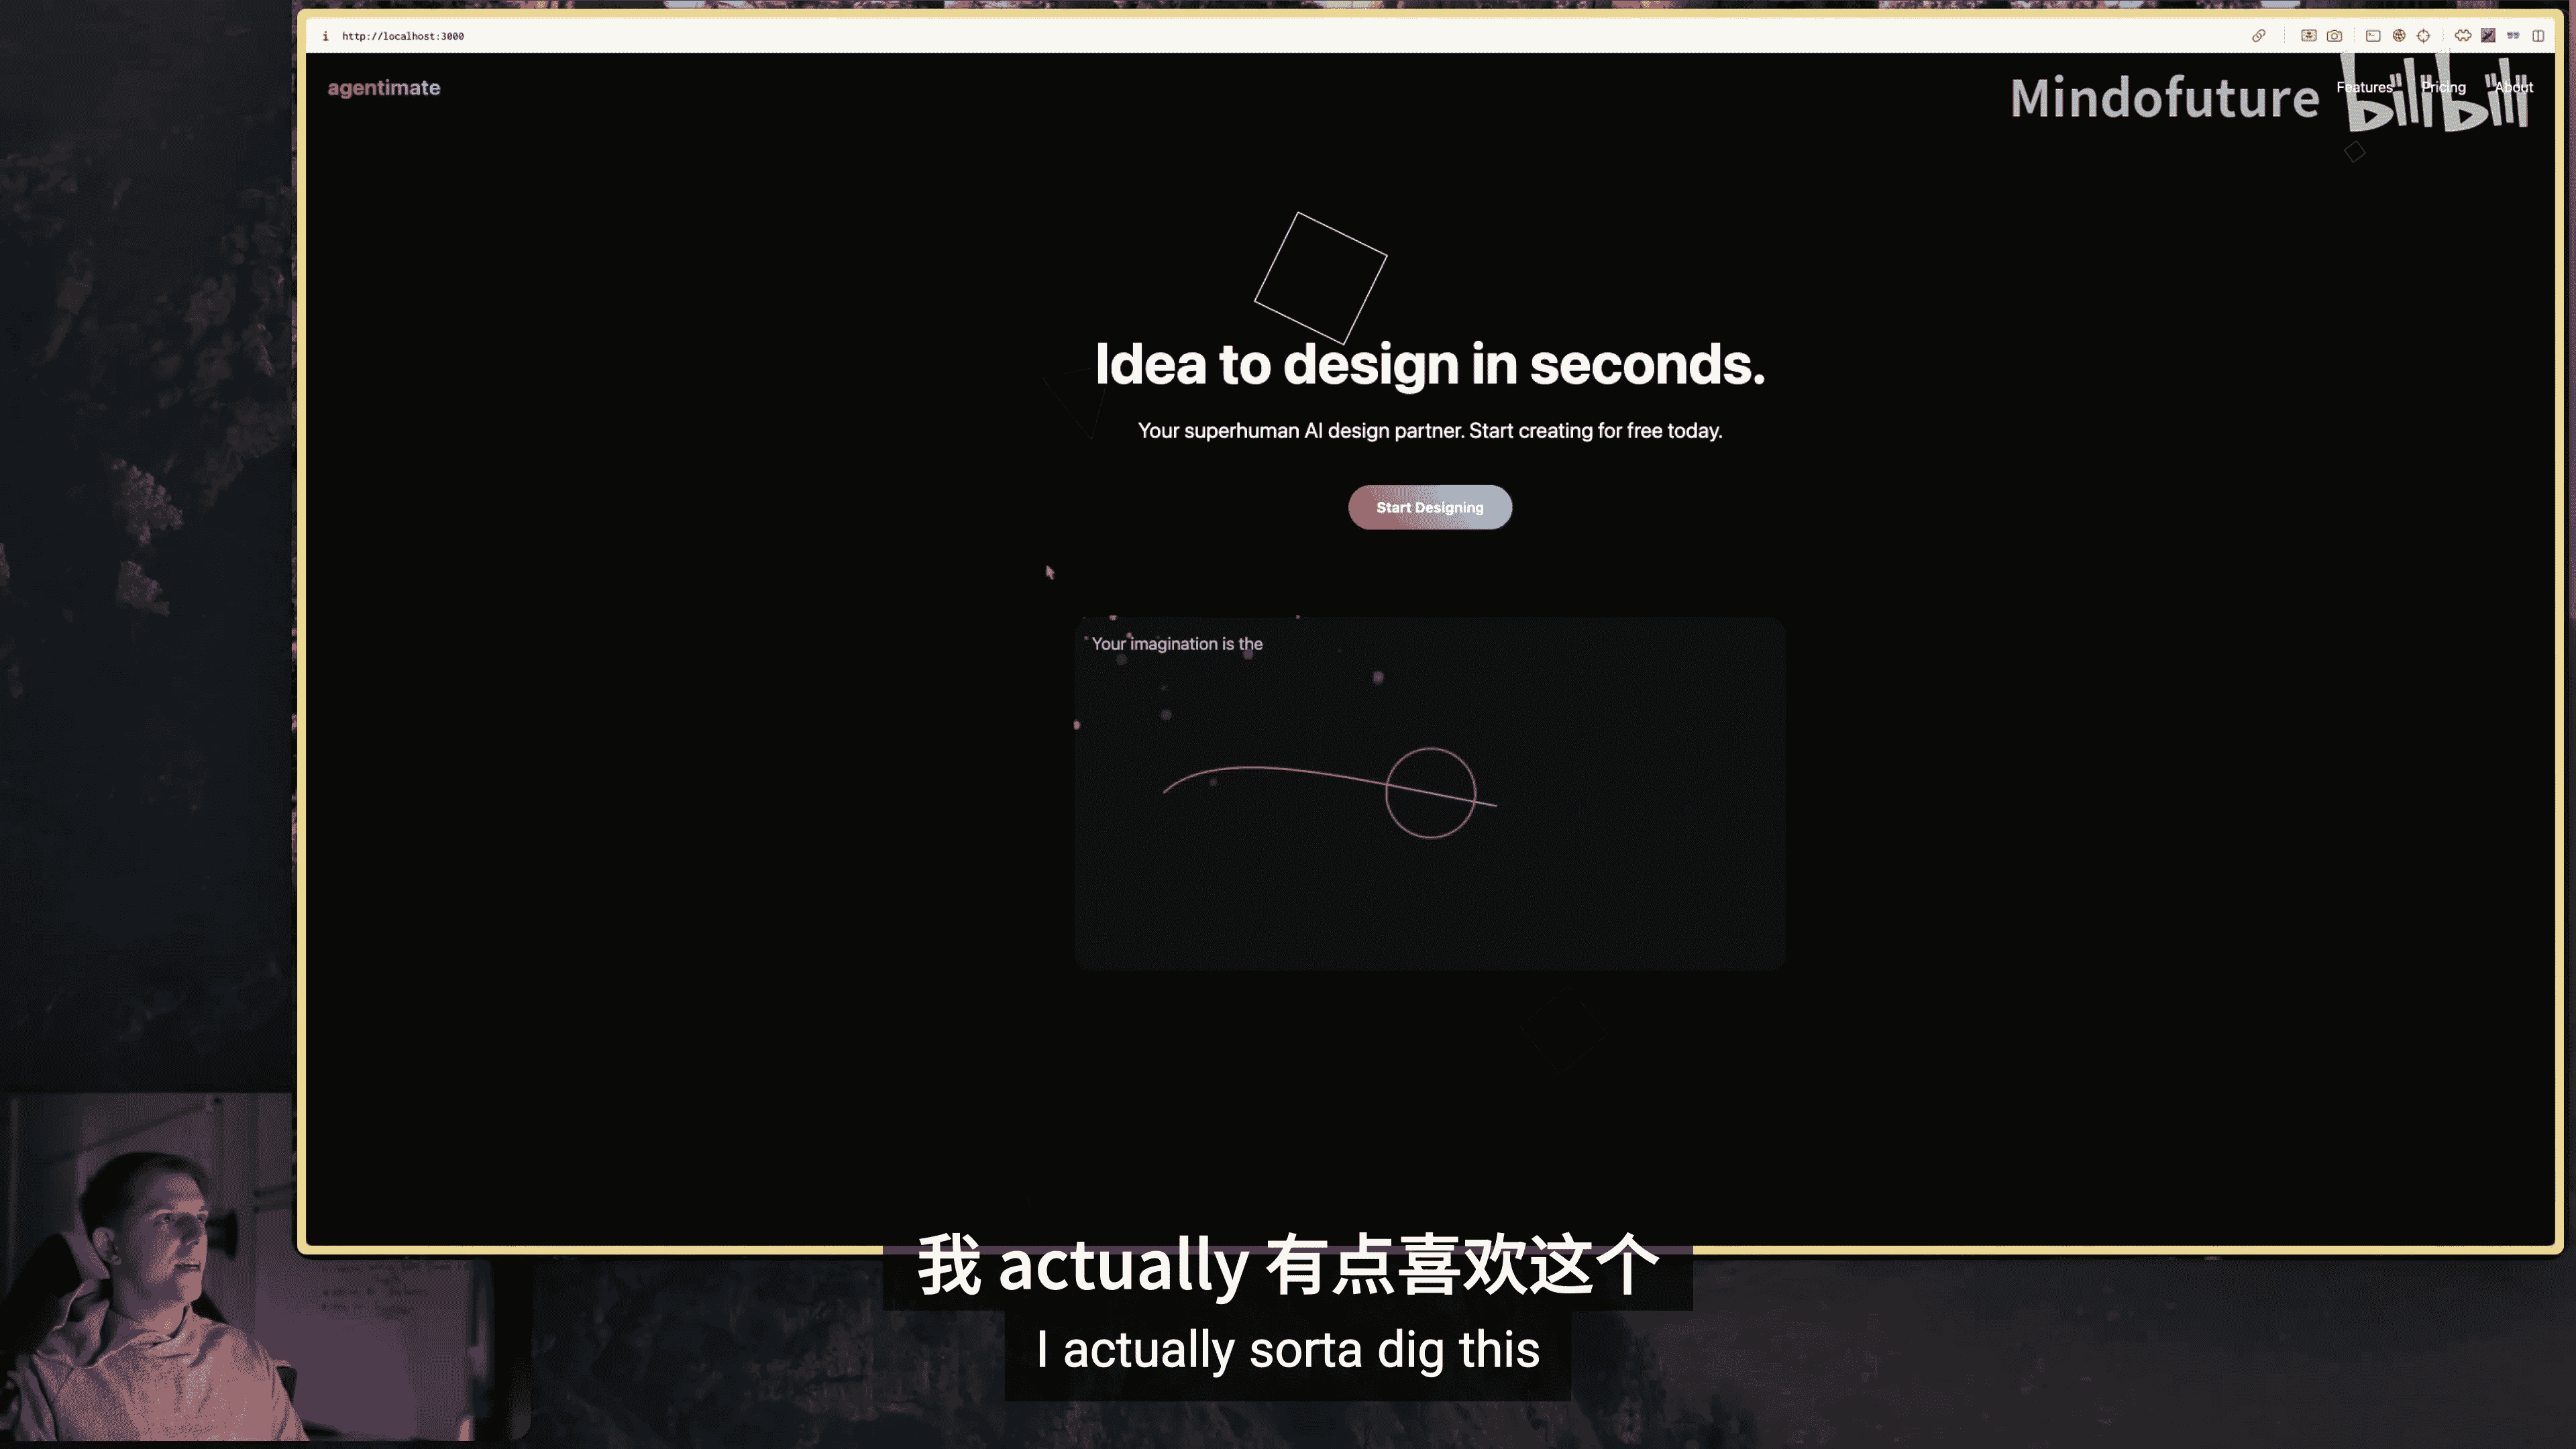 http://localhost:3000
agentimate
Mindofuture bilibili
Features Pricing About
Idea to design in seconds.
Your superhuman AI design partner. Start creating for free today.
Start Designing
Your imagination is the
我 actually 有点喜欢这个
I actually sorta dig this